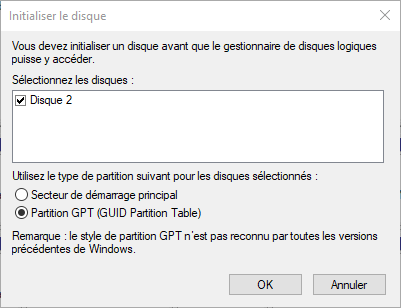 Initialiser le disque
Vous devez initialiser un disque avant que le gestionnaire de disques logiques
puisse y accéder.
Sélectionnez les disques :
Disque 2
Utilisez le type de partition suivant pour les disques sélectionnés :
Secteur de démarrage principal
Partition GPT (GUID Partition Table)
Remarque : le style de partition GPT n'est pas reconnu par toutes les versions
précédentes de Windows.
OK
Annuler